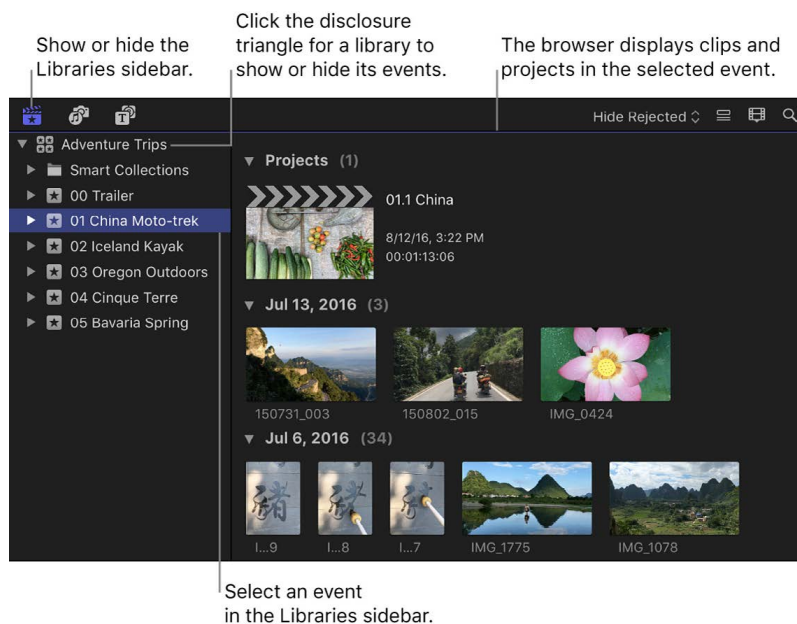 Show or hide the
Libraries sidebar.
Click the disclosure
triangle for a library to
show or hide its events.
The browser displays clips and
projects in the selected event.
Hide Rejected
Adventure Trips
Smart Collections
00 Trailer
01 China Moto-trek
02 Iceland Kayak
03 Oregon Outdoors
04 Cinque Terre
05 Bavaria Spring
Projects (1)
01.1 China
8/12/16, 3:22 PM
00:01:13:06
Jul 13, 2016 (3)
150731_003 150802_015 IMG_0424
Jul 6, 2016 (34)
猪
I...9 I...8 I...7 IMG_1775 IMG_1078
Select an event
in the Libraries sidebar.